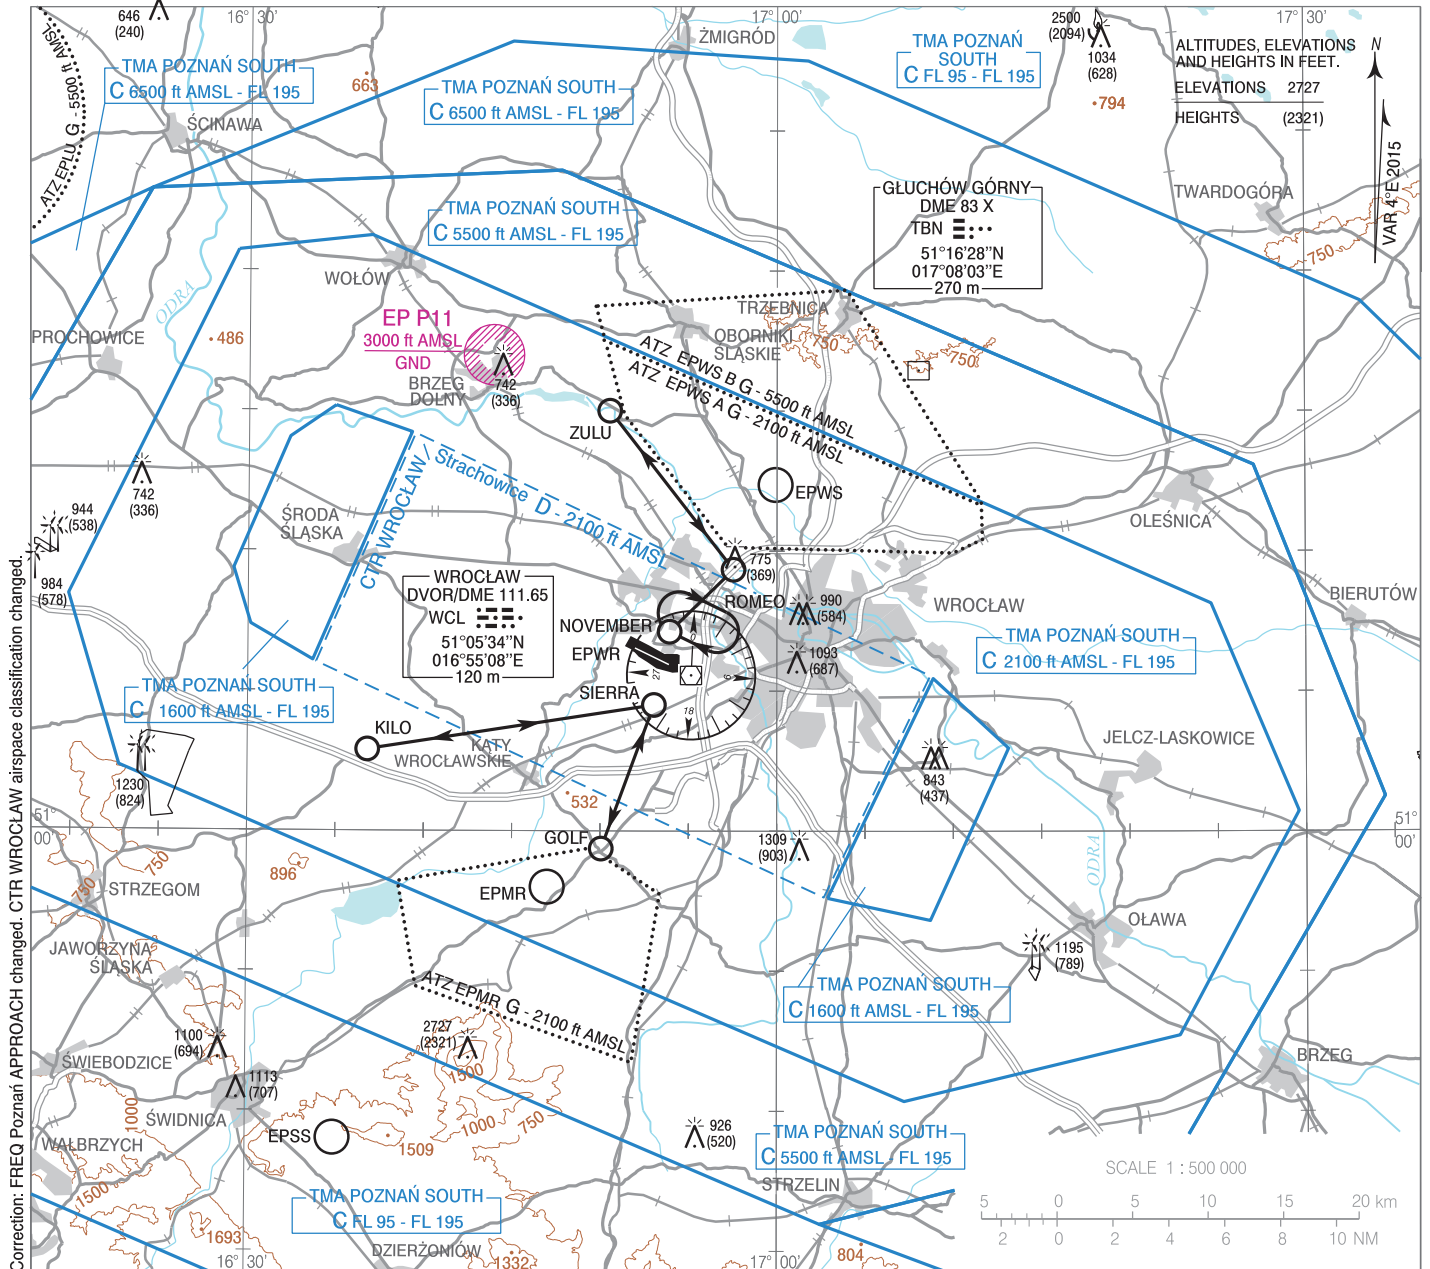 646
(240)
16° 30'
17° 00'
17° 30'
2500
(2094)
1034
(628)
794
ŻMIGRÓD
TMA POZNAŃ
SOUTH
C FL 95 - FL 195
ALTITUDES, ELEVATIONS
AND HEIGHTS IN FEET.
ELEVATIONS 2727
HEIGHTS (2321)
N
VAR 4°E 2015
ATZ EPLU G - 5500 ft AMSL
TMA POZNAŃ SOUTH
C 6500 ft AMSL - FL 195
663
TMA POZNAŃ SOUTH
C 6500 ft AMSL - FL 195
ŚCINAWA
GŁUCHÓW GÓRNY
DME 83 X
TBN
51°16'28''N
017°08'03''E
270 m
TWARDOGÓRA
750
TMA POZNAŃ SOUTH
C 5500 ft AMSL - FL 195
WOŁÓW
ODRA
PROCHOWICE
486
EP P11
3000 ft AMSL
GND
742
(336)
BRZEG
DOLNY
TRZEBNICA
OBORNIKI
ŚLĄSKIE
750
750
ATZ EPWS B G - 5500 ft AMSL
ATZ EPWS A G - 2100 ft AMSL
ZULU
EPWS
OLEŚNICA
742
(336)
944
(538)
984
(578)
ŚRODA
ŚLĄSKA
CTR WROCŁAW / Strachowice D - 2100 ft AMSL
WROCŁAW
DVOR/DME 111.65
WCL
51°05'34''N
016°55'08''E
120 m
775
(369)
ROMEO
990
(584)
WROCŁAW
BIERUTÓW
NOVEMBER
EPWR
0
9
18
27
1093
(687)
TMA POZNAŃ SOUTH
C 2100 ft AMSL - FL 195
SIERRA
TMA POZNAŃ SOUTH
C 1600 ft AMSL - FL 195
KILO
KATY
WROCŁAWSKIE
JELCZ-LASKOWICE
1230
(824)
843
(437)
532
51°
00'
GOLF
1309
(903)
51°
00'
750
750
STRZEGOM
896
EPMR
ODRA
OŁAWA
JAWORZYNA
ŚLĄSKA
1195
(789)
ATZ EPMR G - 2100 ft AMSL
TMA POZNAŃ SOUTH
C 1600 ft AMSL - FL 195
1100
(694)
2727
(2321)
1500
ŚWIEBODZICE
1113
(707)
BRZEG
1000
ŚWIDNICA
EPSS
1000
750
1509
926
(520)
TMA POZNAŃ SOUTH
C 5500 ft AMSL - FL 195
WAŁBRZYCH
1500
STRZELIN
SCALE 1 : 500 000
5 0 5 10 15 20 km
2 0 2 4 6 8 10 NM
TMA POZNAŃ SOUTH
C FL 95 - FL 195
1693
16° 30'
DZIERŻONIÓW
1332
17° 00'
804
Correction: FREQ Poznań APPROACH changed. CTR WROCŁAW airspace classification changed.